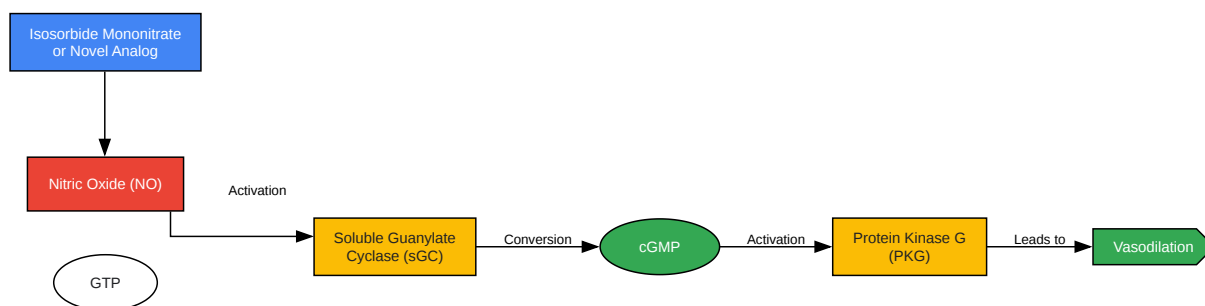 Isosorbide Mononitrate
or Novel Analog
Nitric Oxide (NO)
Activation
Soluble Guanylate
Cyclase (sGC)
Conversion
cGMP
Activation
Protein Kinase G
(PKG)
Leads to
Vasodilation
GTP